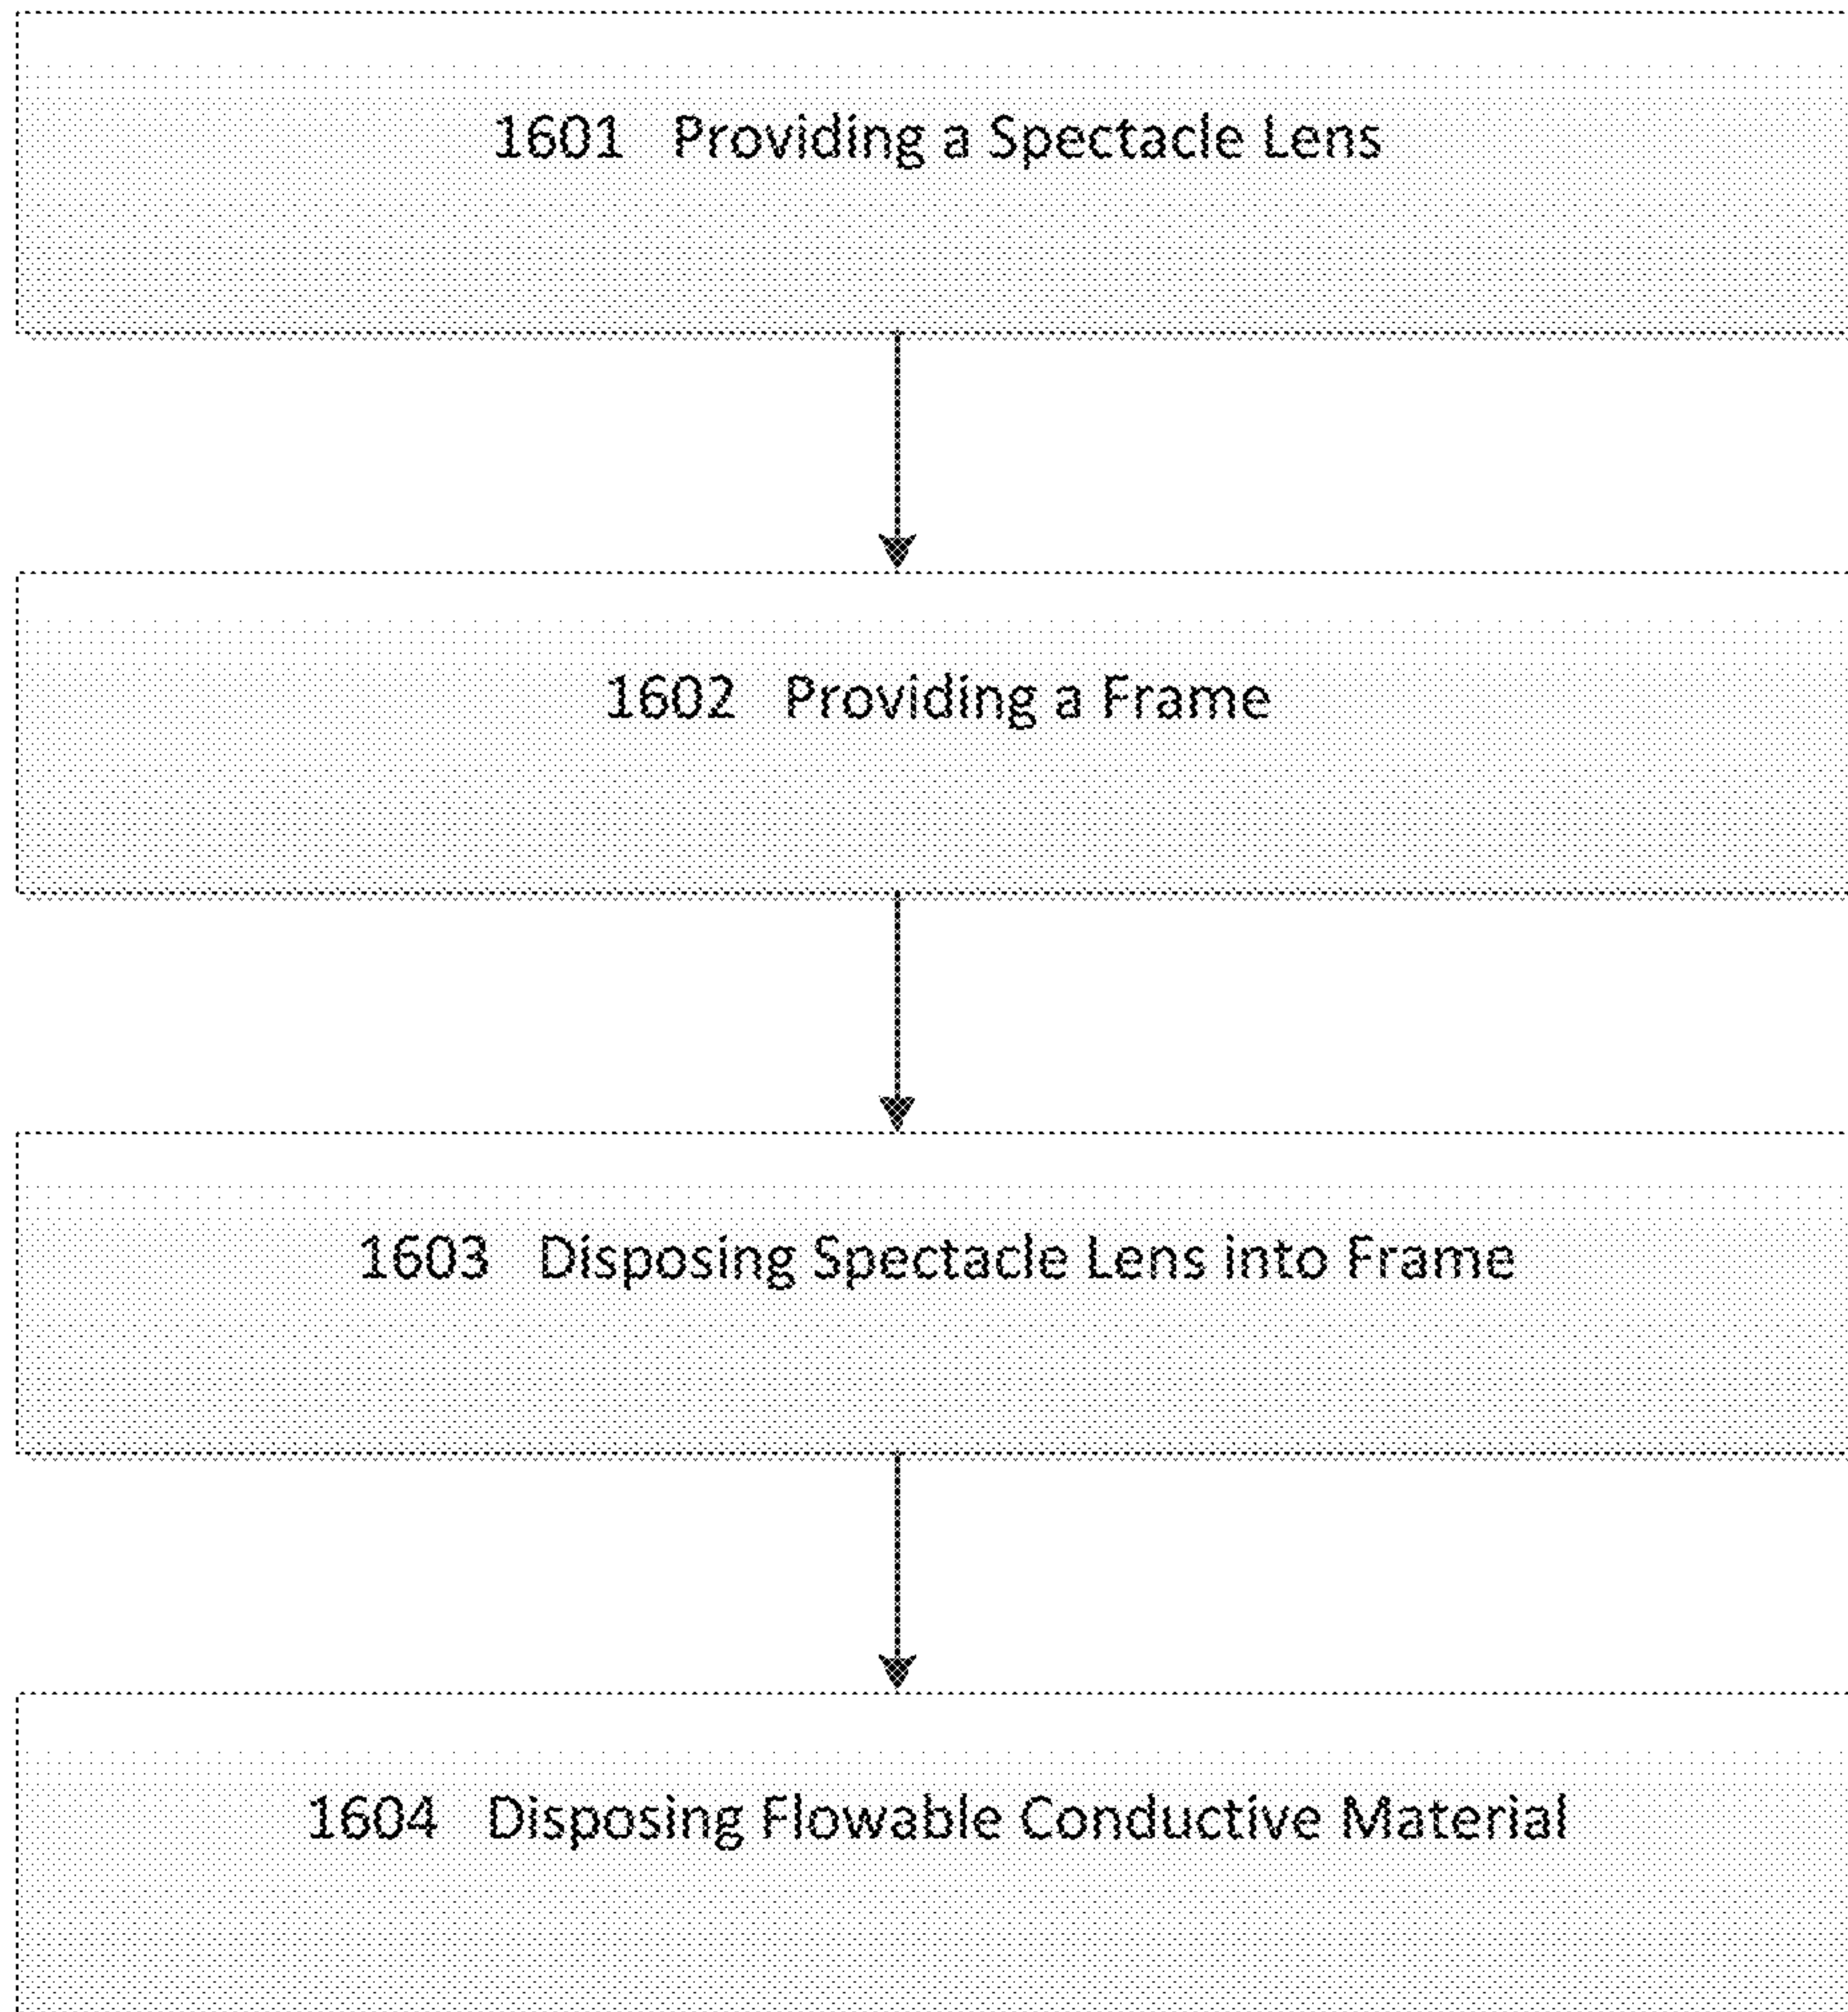 1601 Providing a Spectacle Lens
1602 Providing a Frame
1603 Disposing Spectacle Lens into Frame
1604 Disposing Flowable Conductive Material